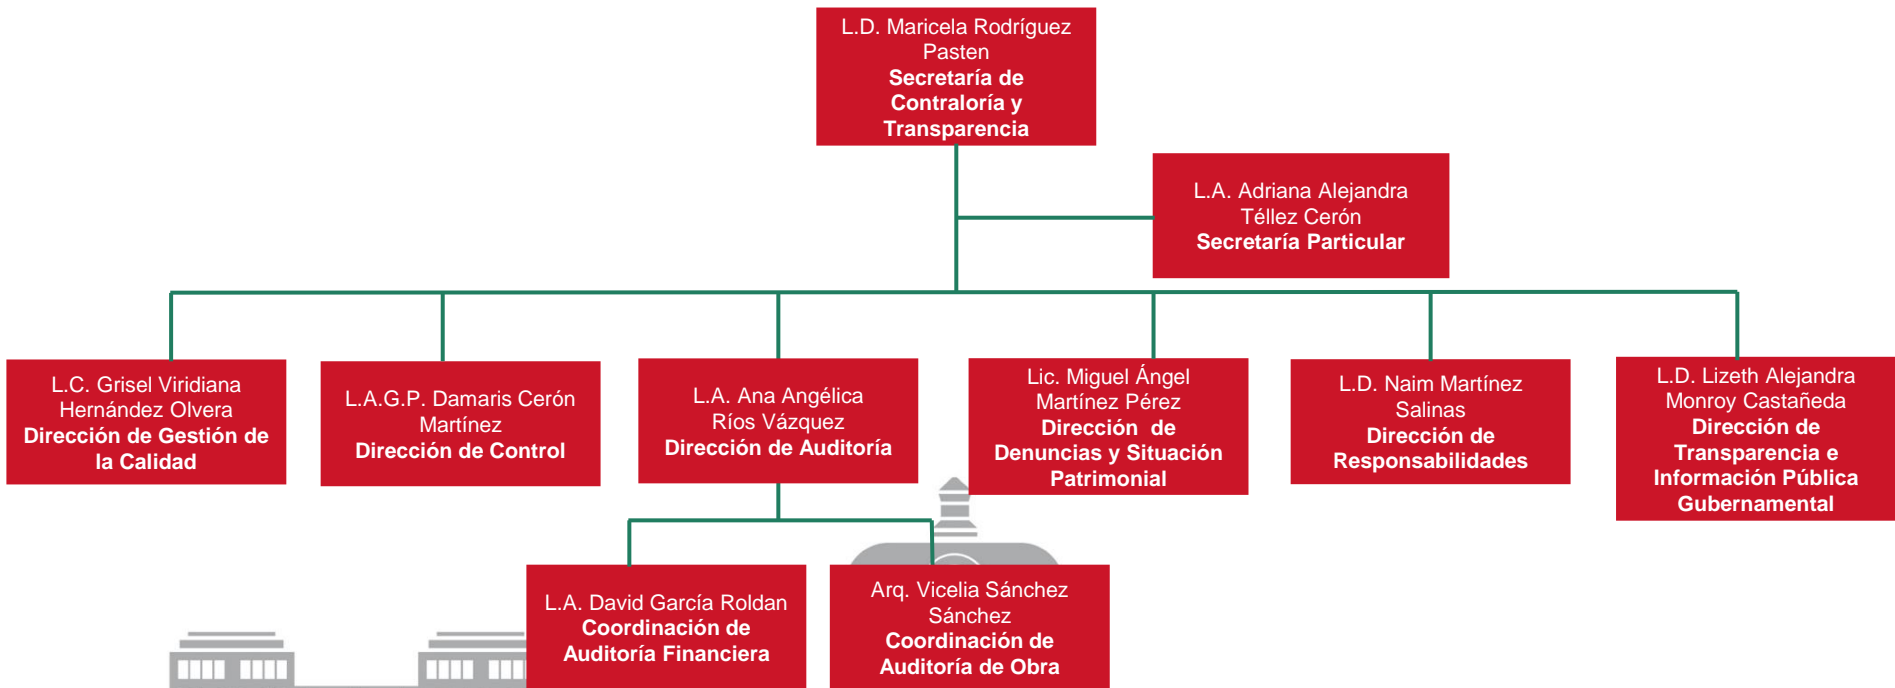 L.D. Maricela Rodríguez
Pasten
Secretaría de
Contraloría y
Transparencia
L.A. Adriana Alejandra
Téllez Cerón
Secretaría Particular
L.C. Grisel Viridiana
Hernández Olvera
Dirección de Gestión de
la Calidad
L.A.G.P. Damaris Cerón
Martínez
Dirección de Control
L.A. Ana Angélica
Ríos Vázquez
Dirección de Auditoría
Lic. Miguel Ángel
Martínez Pérez
Dirección de
Denuncias y Situación
Patrimonial
L.D. Naim Martínez
Salinas
Dirección de
Responsabilidades
L.D. Lizeth Alejandra
Monroy Castañeda
Dirección de
Transparencia e
Información Pública
Gubernamental
L.A. David García Roldan
Coordinación de
Auditoría Financiera
Arq. Vicelia Sánchez
Sánchez
Coordinación de
Auditoría de Obra